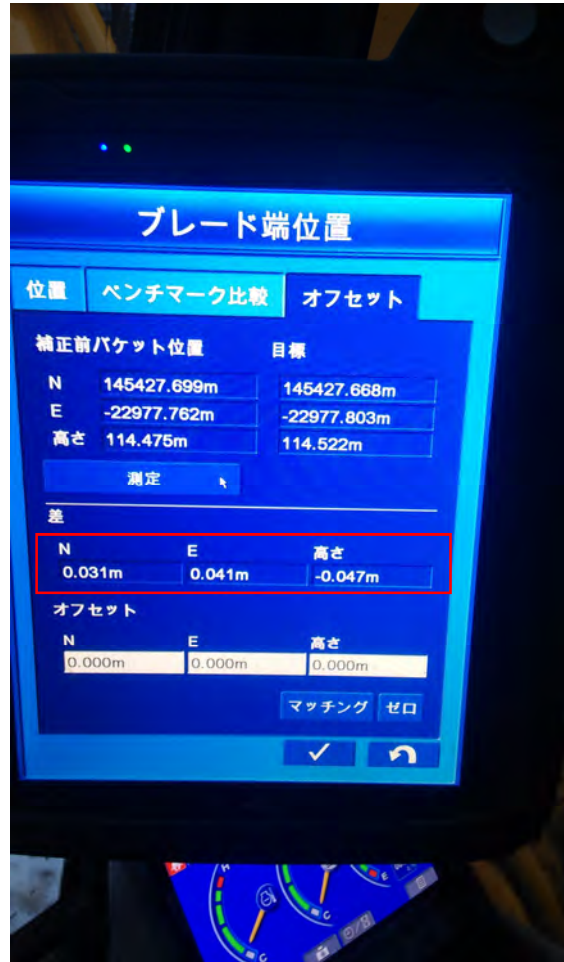 ブレード端位置
位置 ベンチマーク比較 オフセット
補正前バケット位置 目標
N 145427.699m 145427.668m
E -22977.762m -22977.803m
高さ 114.475m 114.522m
測定
差
N E 高さ
0.031m 0.041m -0.047m
オフセット
N E 高さ
0.000m 0.000m 0.000m
マッチング ゼロ
H
C
C
E
C